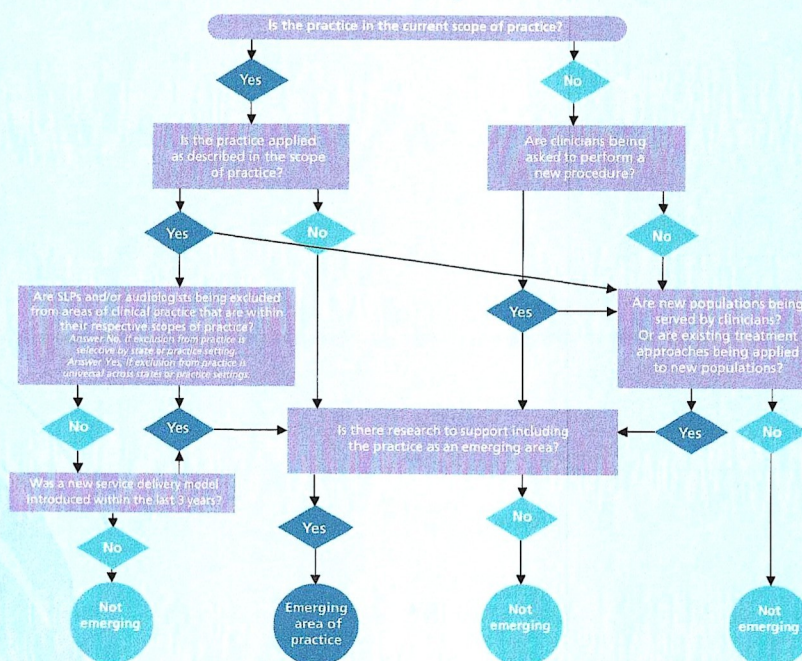 Is the practice in the current scope of practice?
Yes
No
Is the practice applied
as described in the scope
of practice?
Are clinicians being
asked to perform a
new procedure?
Yes
No
No
Are SLPs and/or audiologists being excluded
from areas of clinical practice that are within
their respective scopes of practice?
Answer No, if exclusion from practice is
selective by state or practice setting.
Answer Yes, if exclusion from practice is
universal across states or practice settings.
Yes
Are new populations being
served by clinicians?
Or are existing treatment
approaches being applied
to new populations?
No
Yes
Is there research to support including
the practice as an emerging area?
Yes
No
Was a new service delivery model
introduced within the last 3 years?
Yes
No
No
Not
emerging
Emerging
area of
practice
Not
emerging
Not
emerging